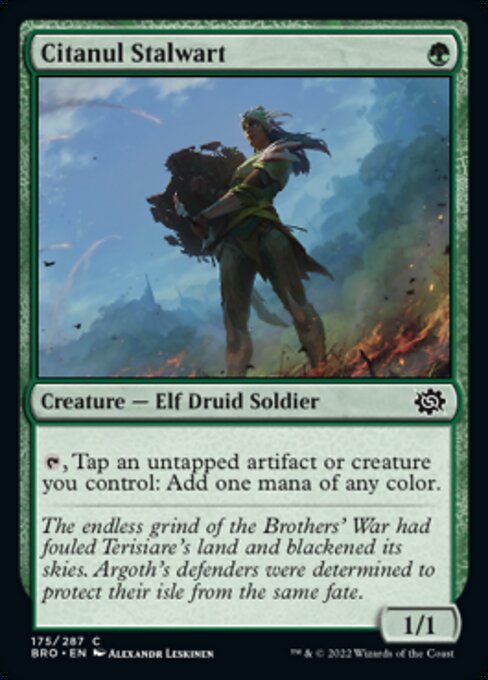 Citanul Stalwart
Creature — Elf Druid Soldier
, Tap an untapped artifact or creature
you control: Add one mana of any color.
The endless grind of the Brothers' War had
fouled Terisiare's land and blackened its
skies. Argoth's defenders were determined to
protect their isle from the same fate.
1/1
175/287 C
BRO • EN Alexandr Leskinen
™ & © 2022 Wizards of the Coast